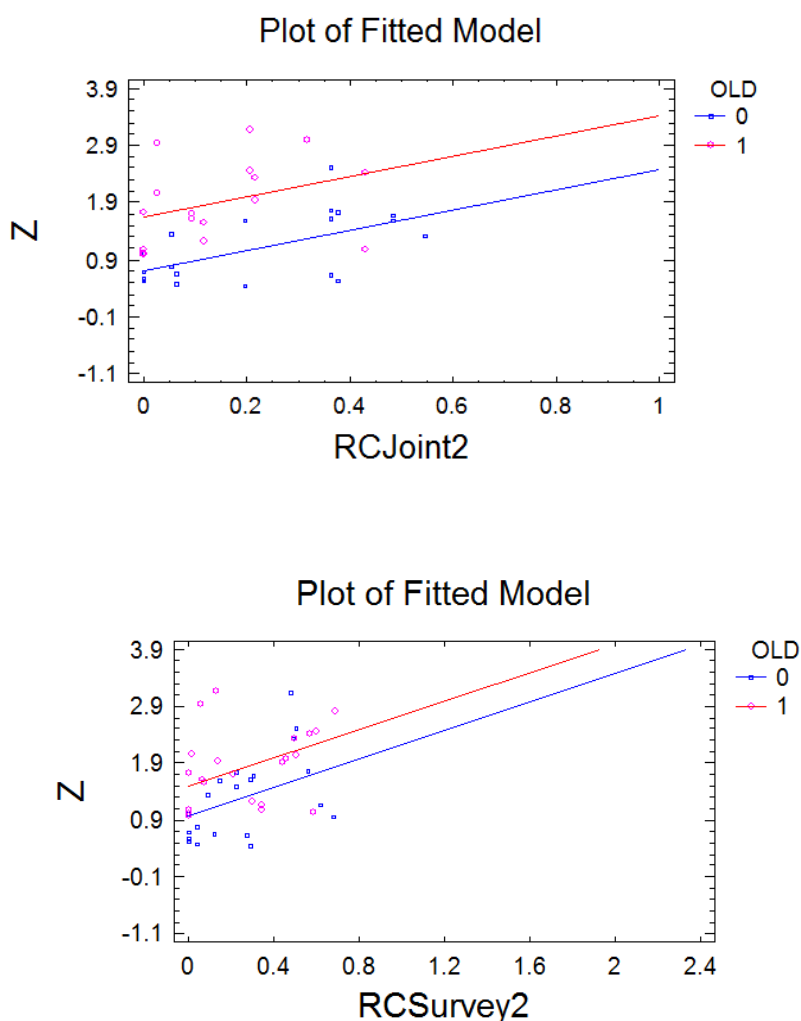 Plot of Fitted Model
OLD
0
1
3.9
2.9
1.9
0.9
-0.1
-1.1
Z
0 0.2 0.4 0.6 0.8 1
RCJoint2
Plot of Fitted Model
OLD
0
1
3.9
2.9
1.9
0.9
-0.1
-1.1
Z
0 0.4 0.8 1.2 1.6 2 2.4
RCSurvey2